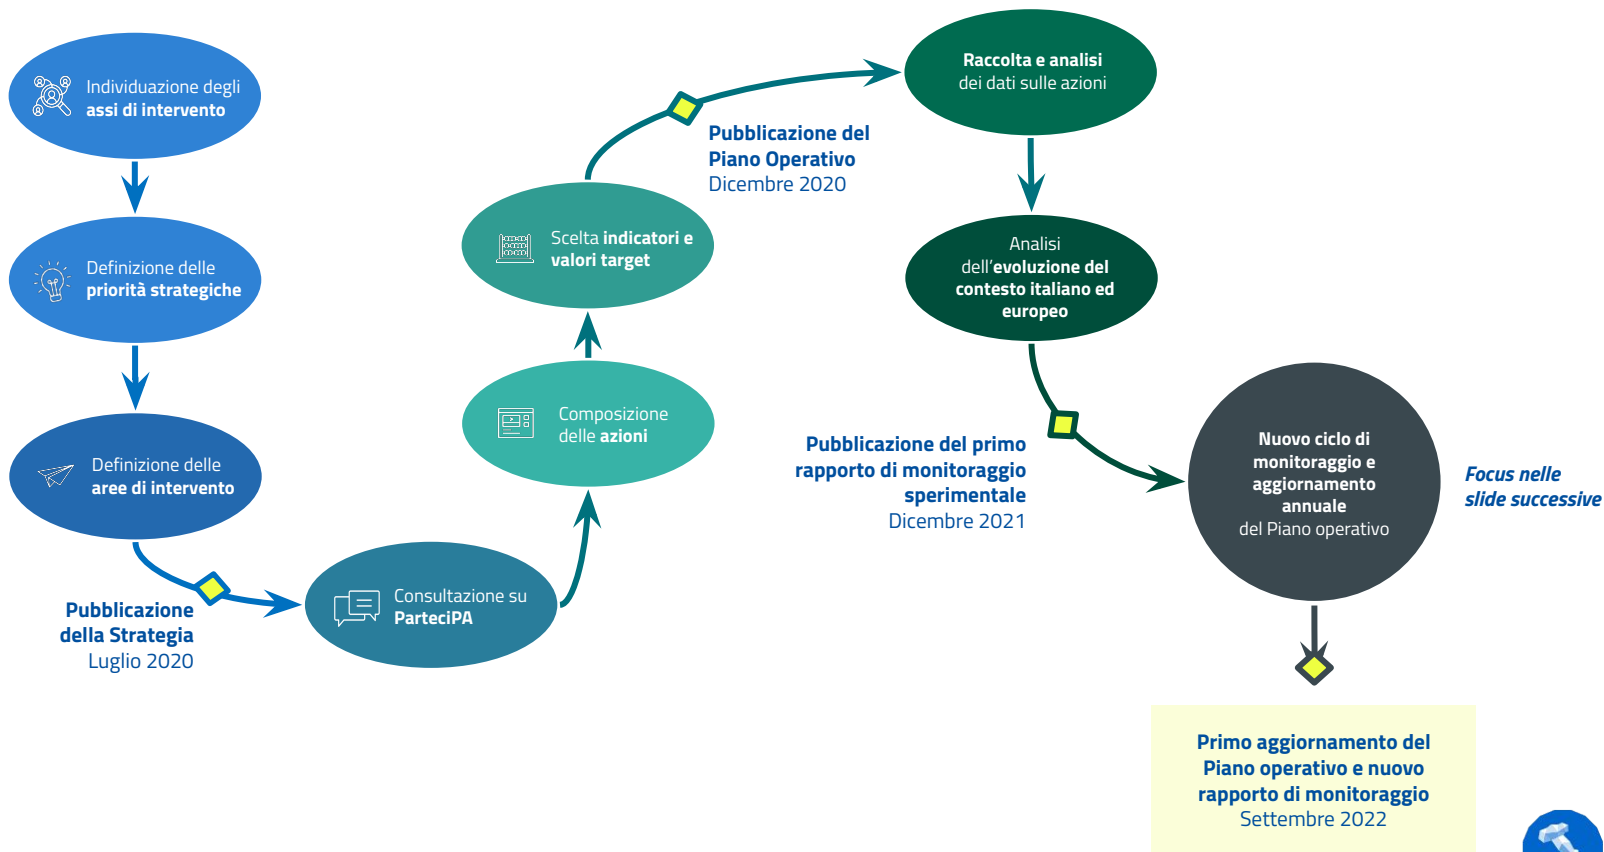 Individuazione degli
assi di intervento
Definizione delle
priorità strategiche
Definizione delle
aree di intervento
Pubblicazione
della Strategia
Luglio 2020
Consultazione su
ParteciPA
Composizione
delle azioni
Scelta indicatori e
valori target
Pubblicazione del
Piano Operativo
Dicembre 2020
Raccolta e analisi
dei dati sulle azioni
Analisi
dell'evoluzione del
contesto italiano ed
europeo
Pubblicazione del primo
rapporto di monitoraggio
sperimentale
Dicembre 2021
Nuovo ciclo di
monitoraggio e
aggiornamento
annuale
del Piano operativo
Focus nelle
slide successive
Primo aggiornamento del
Piano operativo e nuovo
rapporto di monitoraggio
Settembre 2022